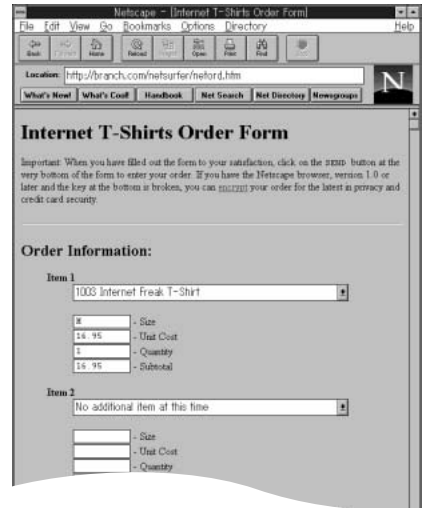 Netscape - [Internet T-Shirts Order Form]
File Edit View Go Bookmarks Options Directory Help
Back Home Reload Open Print Find
Location: http://branch.com/netsurfer/neford.htm
N
What's New! What's Cool! Handbook Net Search Net Directory Newsgroups
Internet T-Shirts Order Form
Important: When you have filled out the form to your satisfaction, click on the SEND button at the
very bottom of the form to enter your order. If you have the Netscape browser, version 1.0 or
later and the key at the bottom is broken, you can encrypt your order for the latest in privacy and
credit card security.
Order Information:
Item 1
1003 Internet Freak T-Shirt
M - Size
16.95 - Unit Cost
1 - Quantity
16.95 - Subtotal
Item 2
No additional item at this time
- Size
- Unit Cost
- Quantity